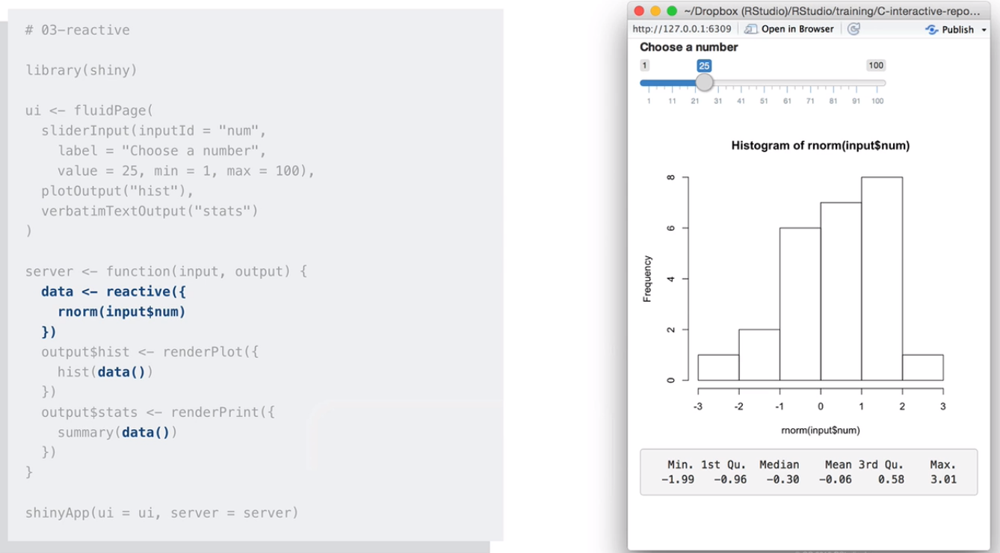 # 03-reactive
library(shiny)
ui <- fluidPage(
sliderInput(inputId = "num",
label = "Choose a number",
value = 25, min = 1, max = 100),
plotOutput("hist"),
verbatimTextOutput("stats")
)
server <- function(input, output) {
data <- reactive({
rnorm(input$num)
})
output$hist <- renderPlot({
hist(data())
})
output$stats <- renderPrint({
summary(data())
})
}
shinyApp(ui = ui, server = server)
~/Dropbox (RStudio)/RStudio/training/C-interactive-repo...
http://127.0.0.1:6309 Open in Browser Publish
Choose a number
1 25 100
1 11 21 31 41 51 61 71 81 91 100
Histogram of rnorm(input$num)
Frequency
8
6
4
2
0
-3 -2 -1 0 1 2 3
rnorm(input$num)
Min. 1st Qu. Median Mean 3rd Qu. Max.
-1.99 -0.96 -0.30 -0.06 0.58 3.01